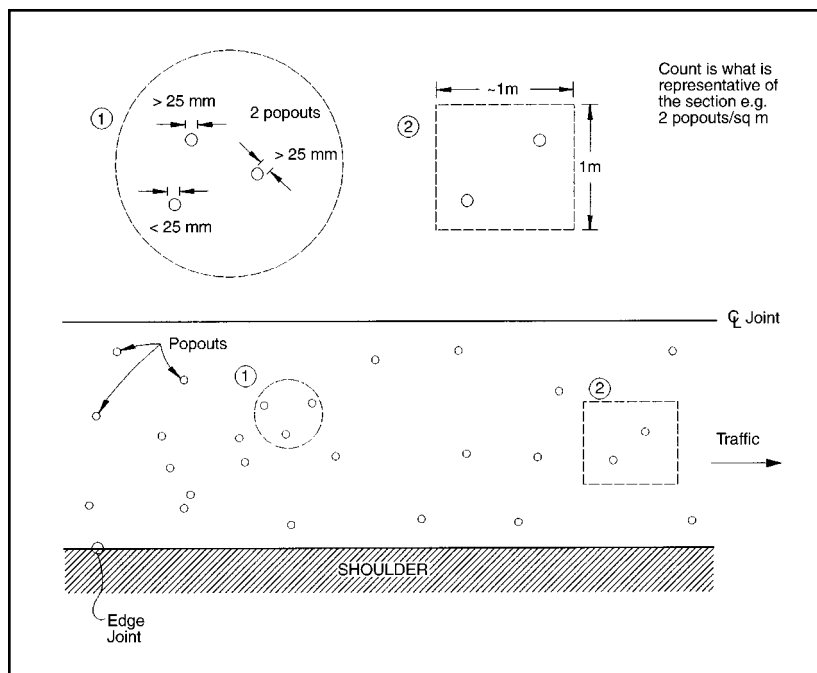 1
> 25 mm
2 popouts
> 25 mm
< 25 mm
2
~1m
1m
Count is what is
representative of
the section e.g.
2 popouts/sq m
℄ Joint
Popouts
1
2
Traffic
SHOULDER
Edge
Joint